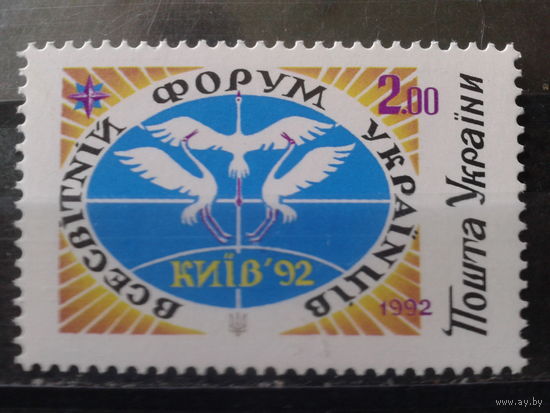 ВСЕСВІТНІЙ ФОРУМ УКРАЇНЦІВ
2.00
КИЇВ'92
1992
Пошта України
www.ay.by